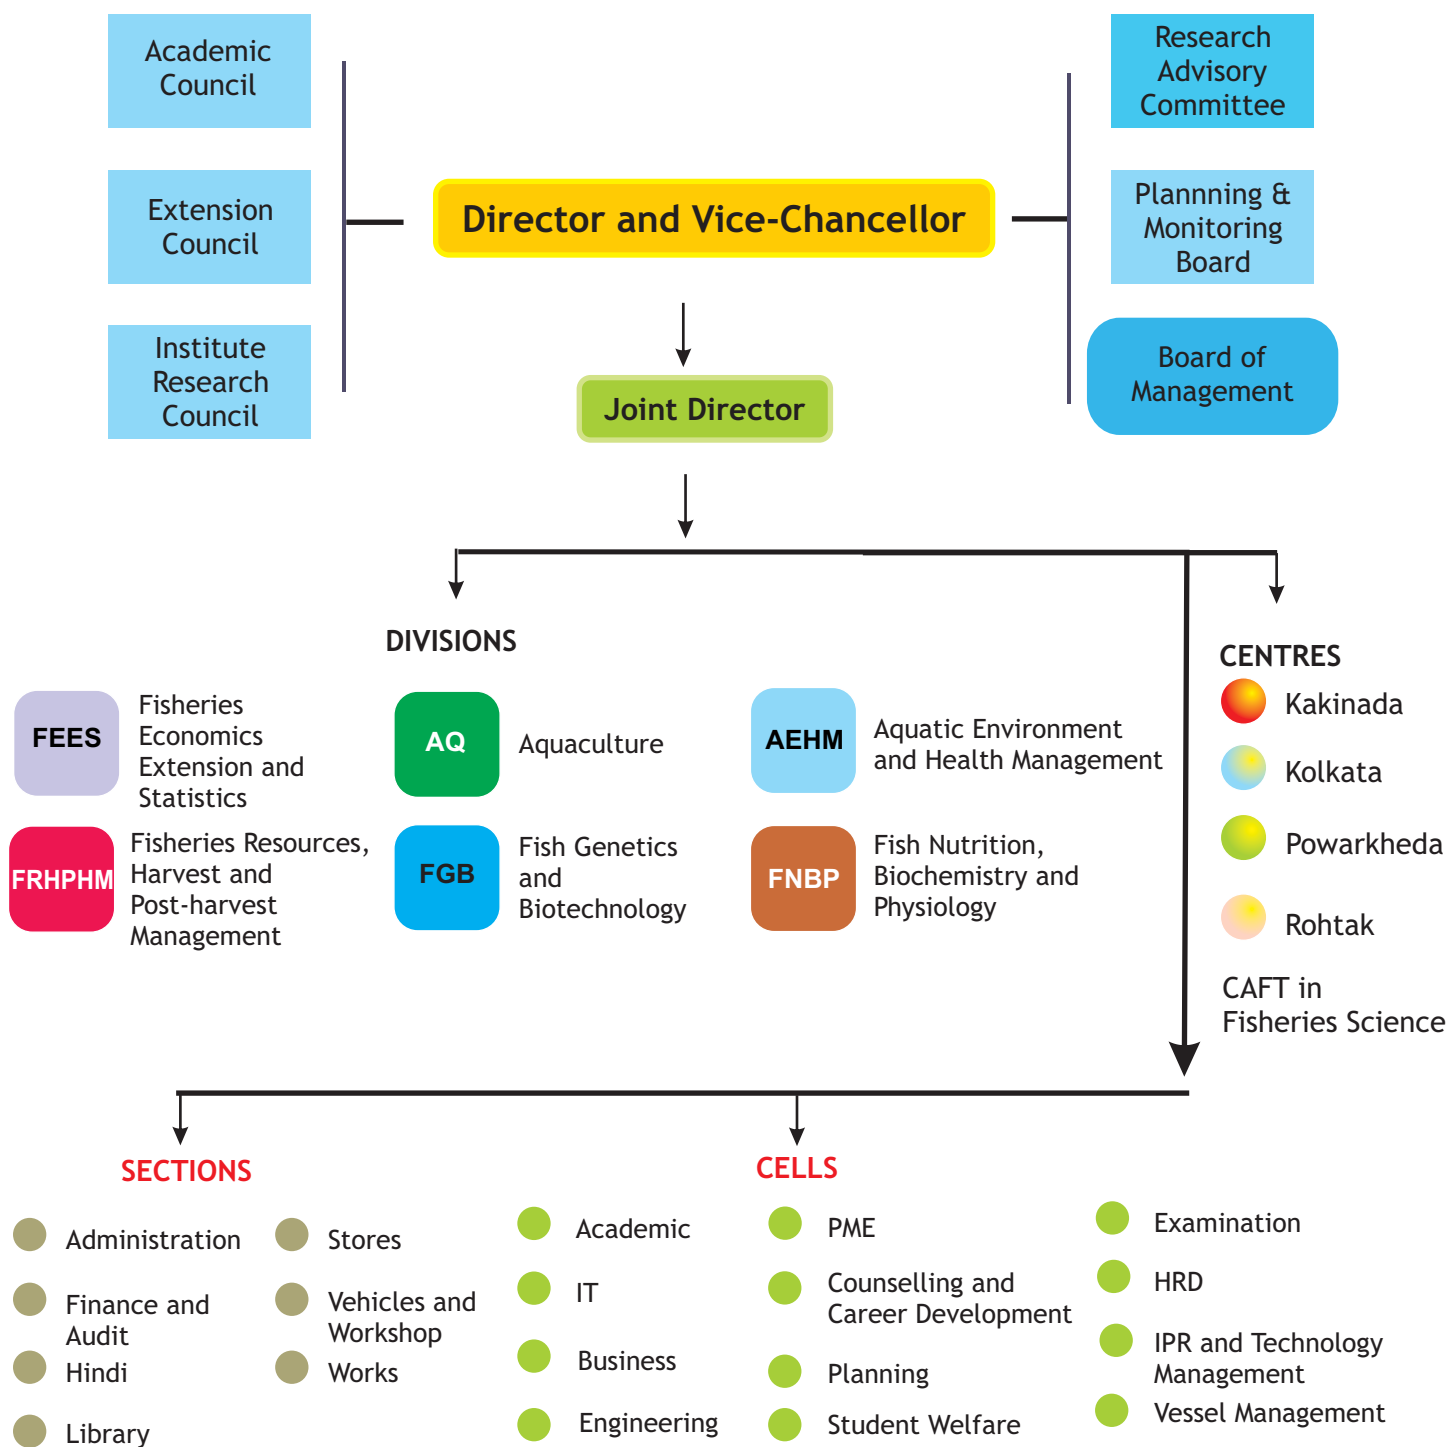 Academic
Council
Extension
Council
Institute
Research
Council
Director and Vice-Chancellor
Joint Director
Research
Advisory
Committee
Plannning &
Monitoring
Board
Board of
Management
DIVISIONS
FEES
Fisheries
Economics
Extension and
Statistics
AQ
Aquaculture
AEHM
Aquatic Environment
and Health Management
FRHPHM
Fisheries Resources,
Harvest and
Post-harvest
Management
FGB
Fish Genetics
and
Biotechnology
FNBP
Fish Nutrition,
Biochemistry and
Physiology
CENTRES
Kakinada
Kolkata
Powarkheda
Rohtak
CAFT in
Fisheries Science
SECTIONS
Administration
Finance and
Audit
Hindi
Library
Stores
Vehicles and
Workshop
Works
CELLS
Academic
IT
Business
Engineering
PME
Counselling and
Career Development
Planning
Student Welfare
Examination
HRD
IPR and Technology
Management
Vessel Management